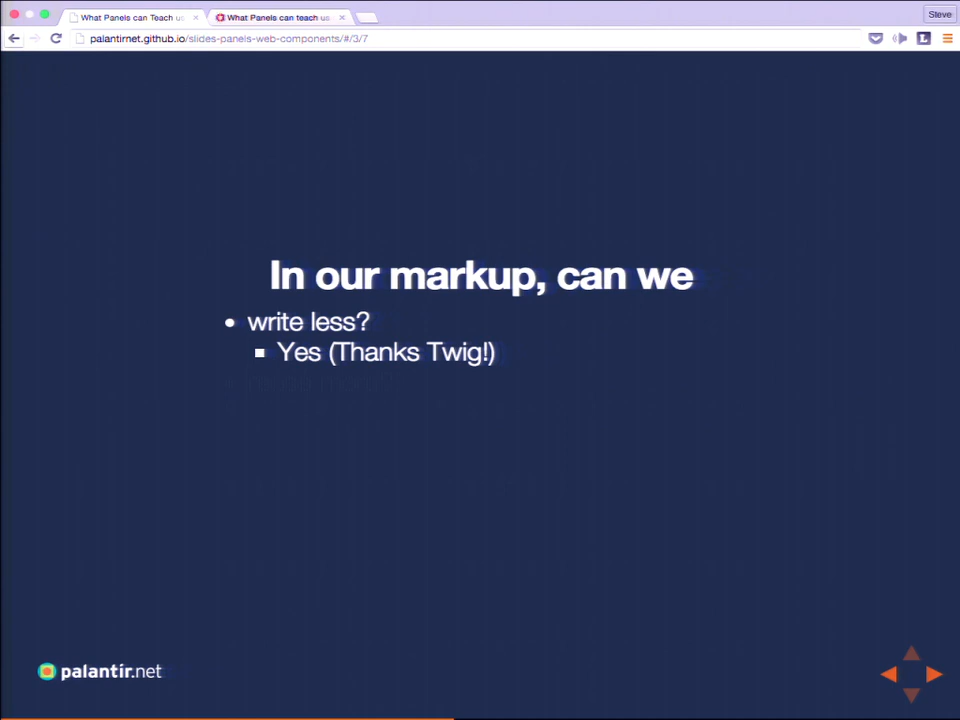 What Panels can Teach us
What Panels can teach us
Steve
palantirnet.github.io/slides-panels-web-components/#/3/7
In our markup, can we
write less?
Yes (Thanks Twig!)
palantir.net